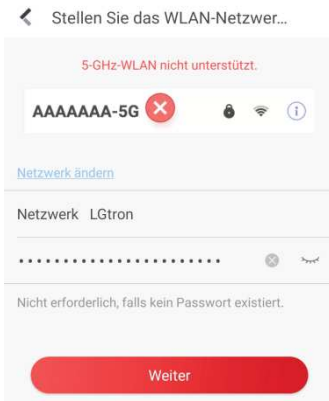 Stellen Sie das WLAN-Netzwer...
5-GHz-WLAN nicht unterstützt.
AAAAAAA-5G
Netzwerk ändern
Netzwerk LGtron
••••••••••••••••••••••••
Nicht erforderlich, falls kein Passwort existiert.
Weiter